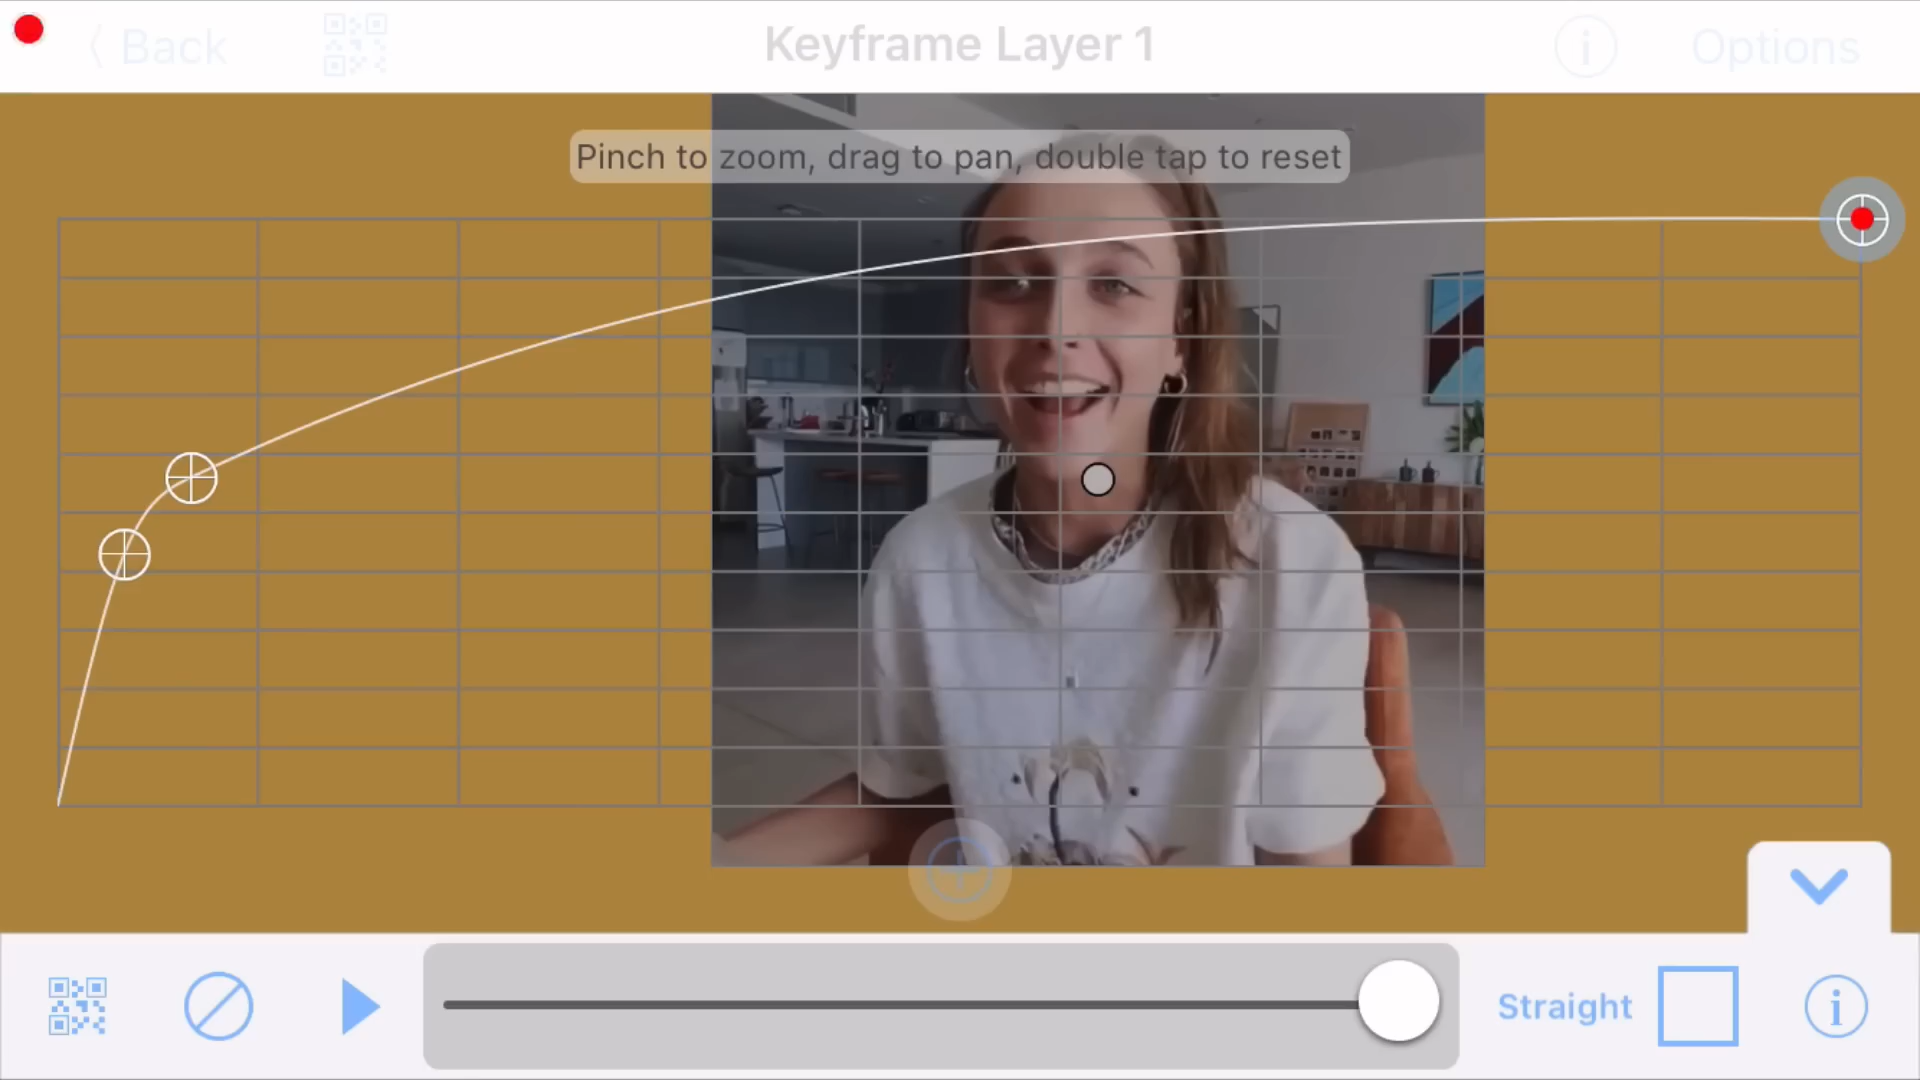 Back
Keyframe Layer 1
Options
Pinch to zoom, drag to pan, double tap to reset
Straight